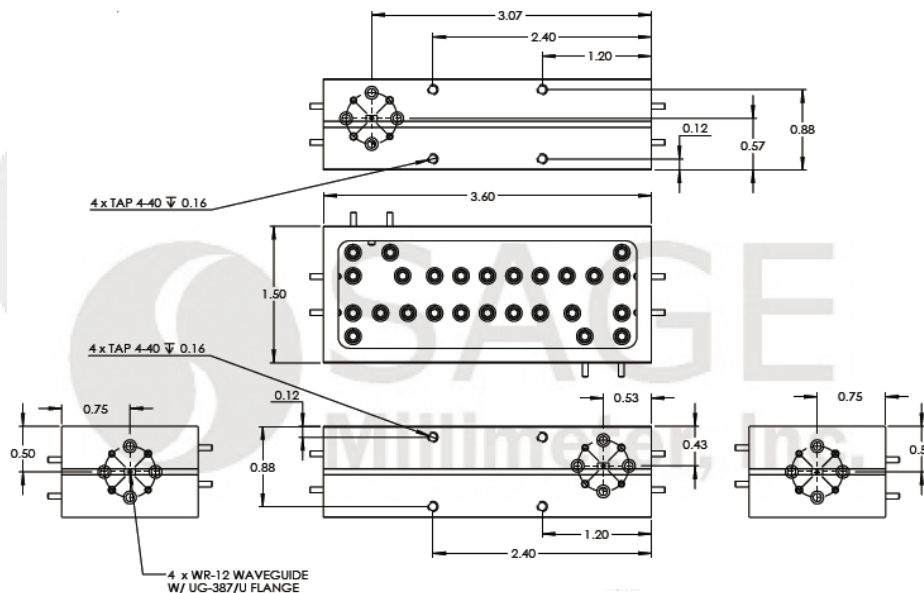 3.07
2.40
1.20
0.12
0.57
0.88
4 x TAP 4-40 ↧ 0.16
3.60
1.50
SAGE
Millimeter, Inc.
4 x TAP 4-40 ↧ 0.16
0.12
0.53
0.75
0.75
0.50
0.88
0.43
1.20
2.40
4 x WR-12 WAVEGUIDE
W/ UG-387/U FLANGE